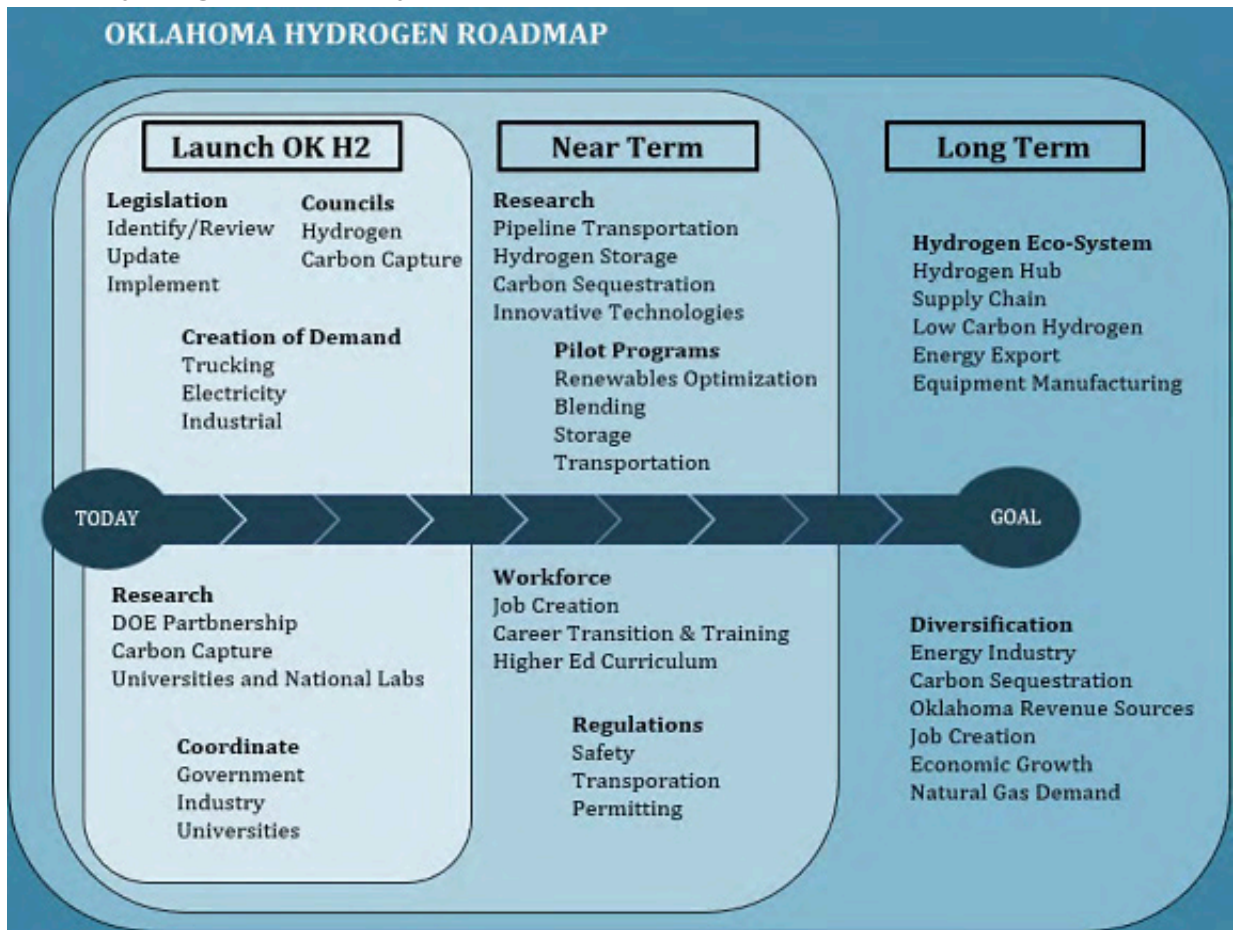 OKLAHOMA HYDROGEN ROADMAP
Launch OK H2
Legislation
Identify/Review
Update
Implement
Councils
Hydrogen
Carbon Capture
Creation of Demand
Trucking
Electricity
Industrial
Near Term
Research
Pipeline Transportation
Hydrogen Storage
Carbon Sequestration
Innovative Technologies
Pilot Programs
Renewables Optimization
Blending
Storage
Transportation
Long Term
Hydrogen Eco-System
Hydrogen Hub
Supply Chain
Low Carbon Hydrogen
Energy Export
Equipment Manufacturing
TODAY
GOAL
Research
DOE Partbnership
Carbon Capture
Universities and National Labs
Coordinate
Government
Industry
Universities
Workforce
Job Creation
Career Transition & Training
Higher Ed Curriculum
Regulations
Safety
Transporation
Permitting
Diversification
Energy Industry
Carbon Sequestration
Oklahoma Revenue Sources
Job Creation
Economic Growth
Natural Gas Demand